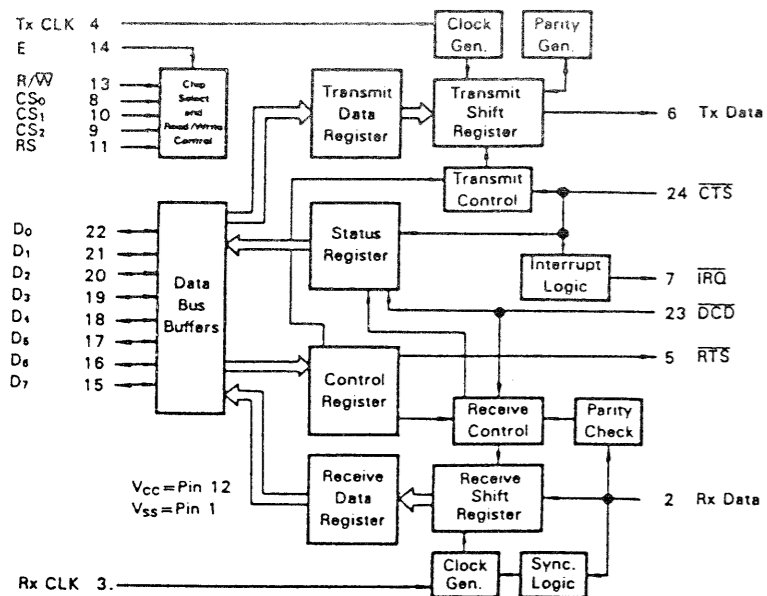 Tx CLK 4
E 14
R/W̅ 13
CS₀ 8
CS₁ 10
CS₂ 9
RS 11
Chip
Select
and
Read/Write
Control
Clock
Gen.
Parity
Gen.
Transmit
Data
Register
Transmit
Shift
Register
6 Tx Data
Transmit
Control
24 C̅T̅S̅
D₀ 22
D₁ 21
D₂ 20
D₃ 19
D₄ 18
D₅ 17
D₆ 16
D₇ 15
Data
Bus
Buffers
Status
Register
Interrupt
Logic
7 I̅R̅Q̅
23 D̅C̅D̅
5 R̅T̅S̅
Control
Register
Receive
Control
Parity
Check
VCC=Pin 12
VSS=Pin 1
Receive
Data
Register
Receive
Shift
Register
2 Rx Data
Rx CLK 3.
Clock
Gen.
Sync.
Logic